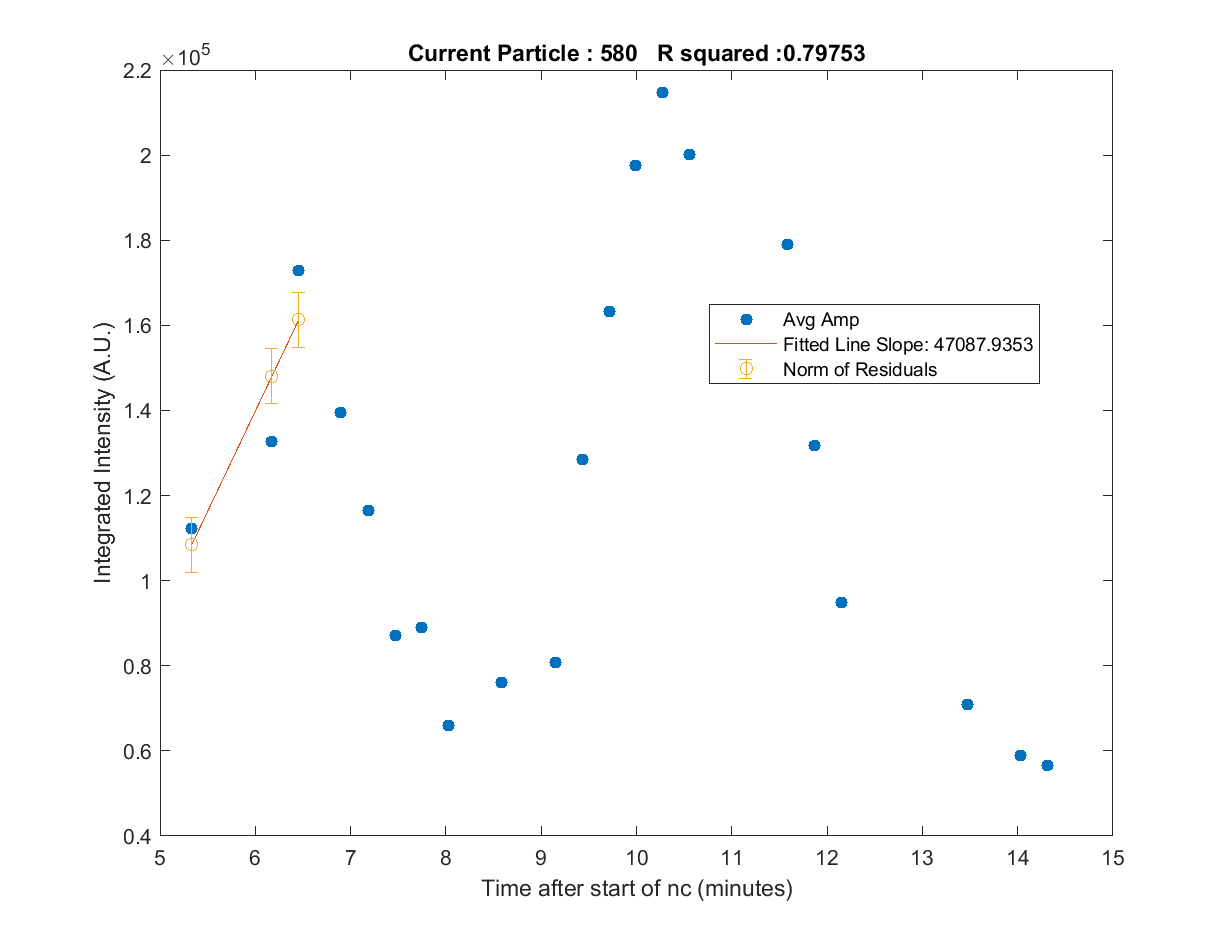 Current Particle : 580 R squared :0.79753
×10^5
2.2
2
1.8
1.6
1.4
1.2
1
0.8
0.6
0.4
5 6 7 8 9 10 11 12 13 14 15
Integrated Intensity (A.U.)
Time after start of nc (minutes)
Avg Amp
Fitted Line Slope: 47087.9353
Norm of Residuals